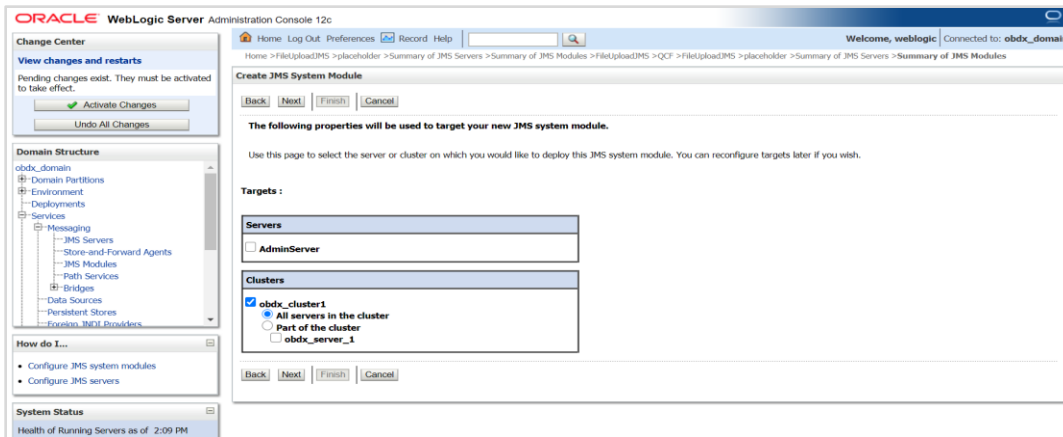 ORACLE WebLogic Server Administration Console 12c
Change Center
View changes and restarts
Pending changes exist. They must be activated
to take effect.
Activate Changes
Undo All Changes
Domain Structure
obdx_domain
Domain Partitions
Environment
Deployments
Services
Messaging
JMS Servers
Store-and-Forward Agents
JMS Modules
Path Services
Bridges
Data Sources
Persistent Stores
Foreign JNDI Providers
How do I...
Configure JMS system modules
Configure JMS servers
System Status
Health of Running Servers as of 2:09 PM
Home Log Out Preferences Record Help
Welcome, weblogic Connected to: obdx_domain
Home >FileUploadJMS >placeholder >Summary of JMS Servers >Summary of JMS Modules >FileUploadJMS >QCF >FileUploadJMS >placeholder >Summary of JMS Servers >Summary of JMS Modules
Create JMS System Module
Back Next Finish Cancel
The following properties will be used to target your new JMS system module.
Use this page to select the server or cluster on which you would like to deploy this JMS system module. You can reconfigure targets later if you wish.
Targets :
Servers
AdminServer
Clusters
obdx_cluster1
All servers in the cluster
Part of the cluster
obdx_server_1
Back Next Finish Cancel